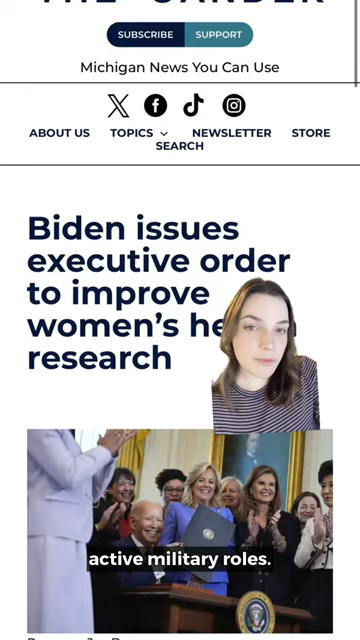 SUBSCRIBE SUPPORT
Michigan News You Can Use
ABOUT US TOPICS NEWSLETTER STORE
SEARCH
Biden issues
executive order
to improve
women's
research
active military roles.